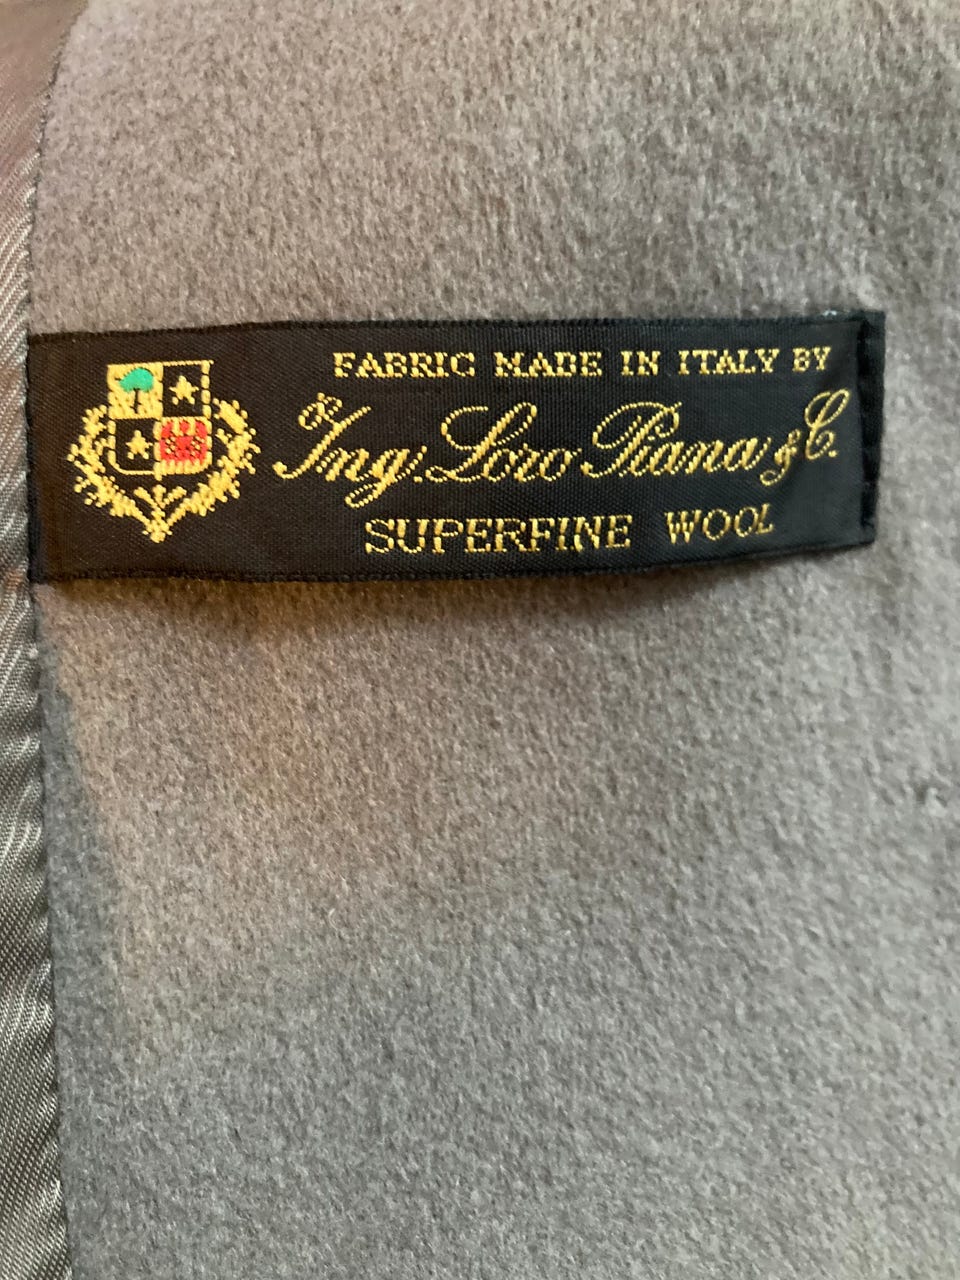 FABRIC MADE IN ITALY BY
Ing. Loro Piana & C.
SUPERFINE WOOL